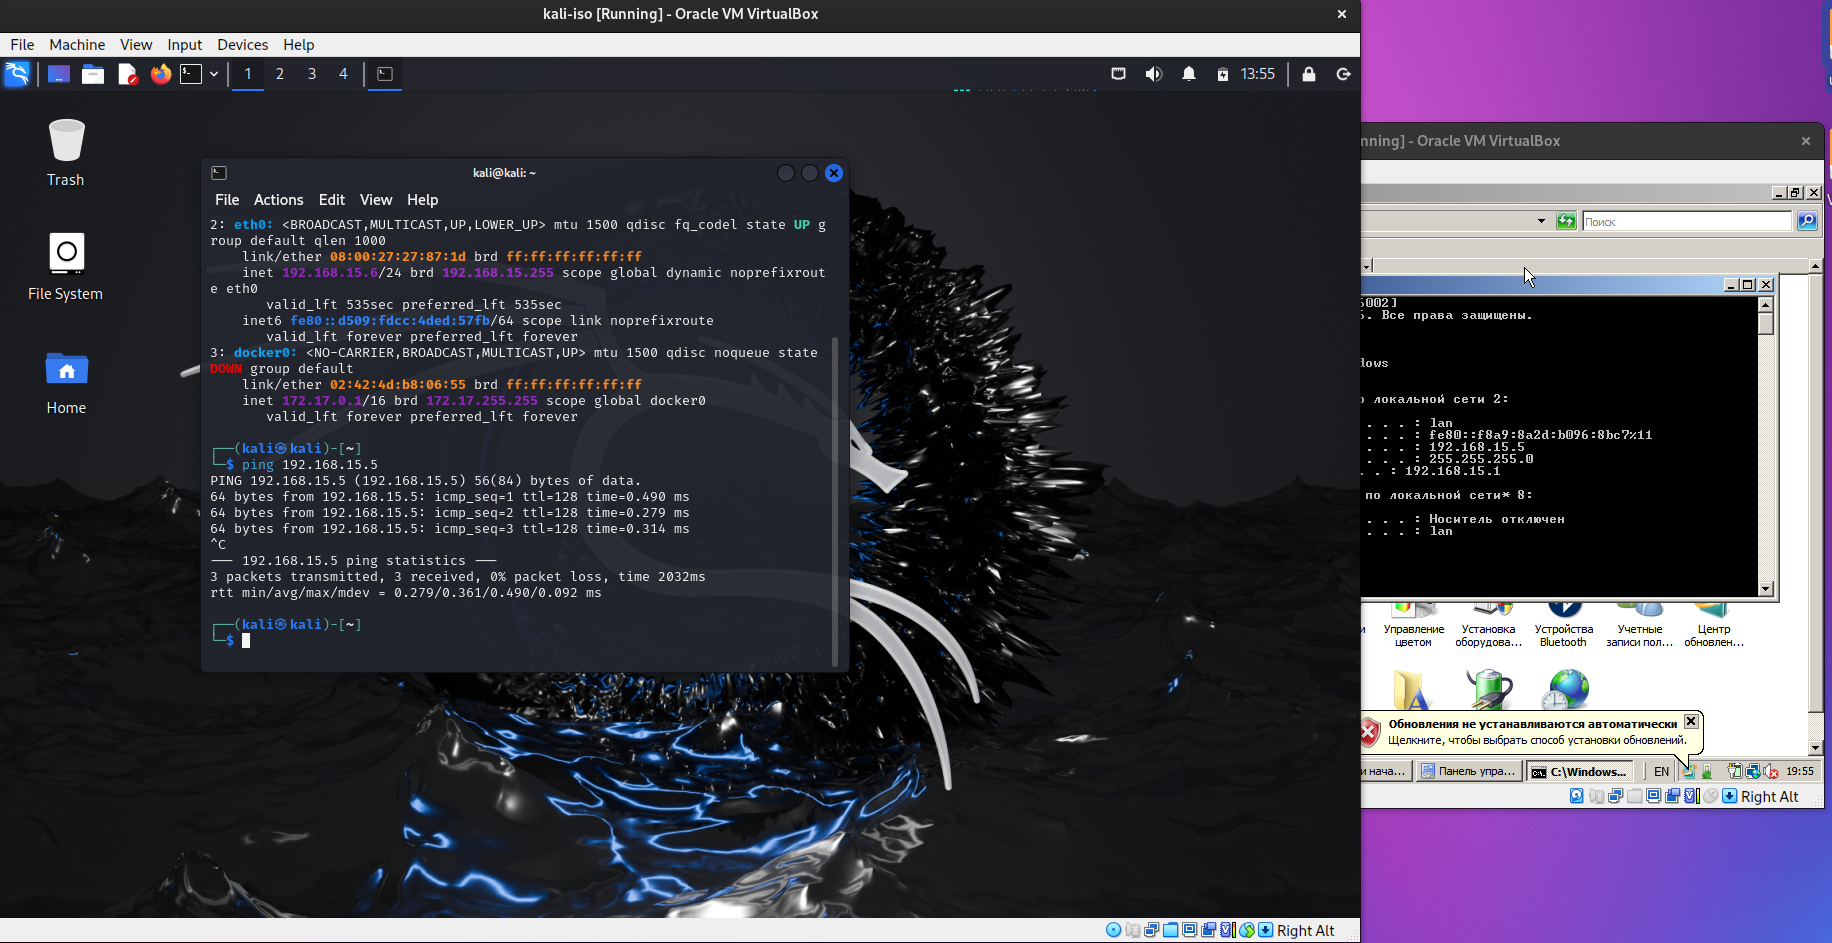 kali-iso [Running] - Oracle VM VirtualBox
File Machine View Input Devices Help
1 2 3 4
13:55
Trash
File System
Home
kali@kali: ~
File Actions Edit View Help
2: eth0: <BROADCAST,MULTICAST,UP,LOWER_UP> mtu 1500 qdisc fq_codel state UP g
roup default qlen 1000
link/ether 08:00:27:27:87:1d brd ff:ff:ff:ff:ff:ff
inet 192.168.15.6/24 brd 192.168.15.255 scope global dynamic noprefixrout
e eth0
valid_lft 535sec preferred_lft 535sec
inet6 fe80::d509:fdcc:4ded:57fb/64 scope link noprefixroute
valid_lft forever preferred_lft forever
3: docker0: <NO-CARRIER,BROADCAST,MULTICAST,UP> mtu 1500 qdisc noqueue state
DOWN group default
link/ether 02:42:4d:b8:06:55 brd ff:ff:ff:ff:ff:ff
inet 172.17.0.1/16 brd 172.17.255.255 scope global docker0
valid_lft forever preferred_lft forever
┌──(kali㉿kali)-[~]
└─$ ping 192.168.15.5
PING 192.168.15.5 (192.168.15.5) 56(84) bytes of data.
64 bytes from 192.168.15.5: icmp_seq=1 ttl=128 time=0.490 ms
64 bytes from 192.168.15.5: icmp_seq=2 ttl=128 time=0.279 ms
64 bytes from 192.168.15.5: icmp_seq=3 ttl=128 time=0.314 ms
^C
--- 192.168.15.5 ping statistics ---
3 packets transmitted, 3 received, 0% packet loss, time 2032ms
rtt min/avg/max/mdev = 0.279/0.361/0.490/0.092 ms
┌──(kali㉿kali)-[~]
└─$
Right Alt
nning] - Oracle VM VirtualBox
Поиск
6002]
. Все права защищены.
dows
о локальной сети 2:
. . . : lan
. . . : fe80::f8a9:8a2d:b096:8bc7%11
. . . : 192.168.15.5
. . . : 255.255.255.0
. . : 192.168.15.1
по локальной сети* 8:
. . . : Носитель отключен
. . . : lan
и
Управление
цветом
Установка
оборудова...
Устройства
Bluetooth
Учетные
записи пол...
Центр
обновлен...
Обновления не устанавливаются автоматически
Щелкните, чтобы выбрать способ установки обновлений.
и нача...
Панель упра...
C:\Windows...
EN
19:55
Right Alt